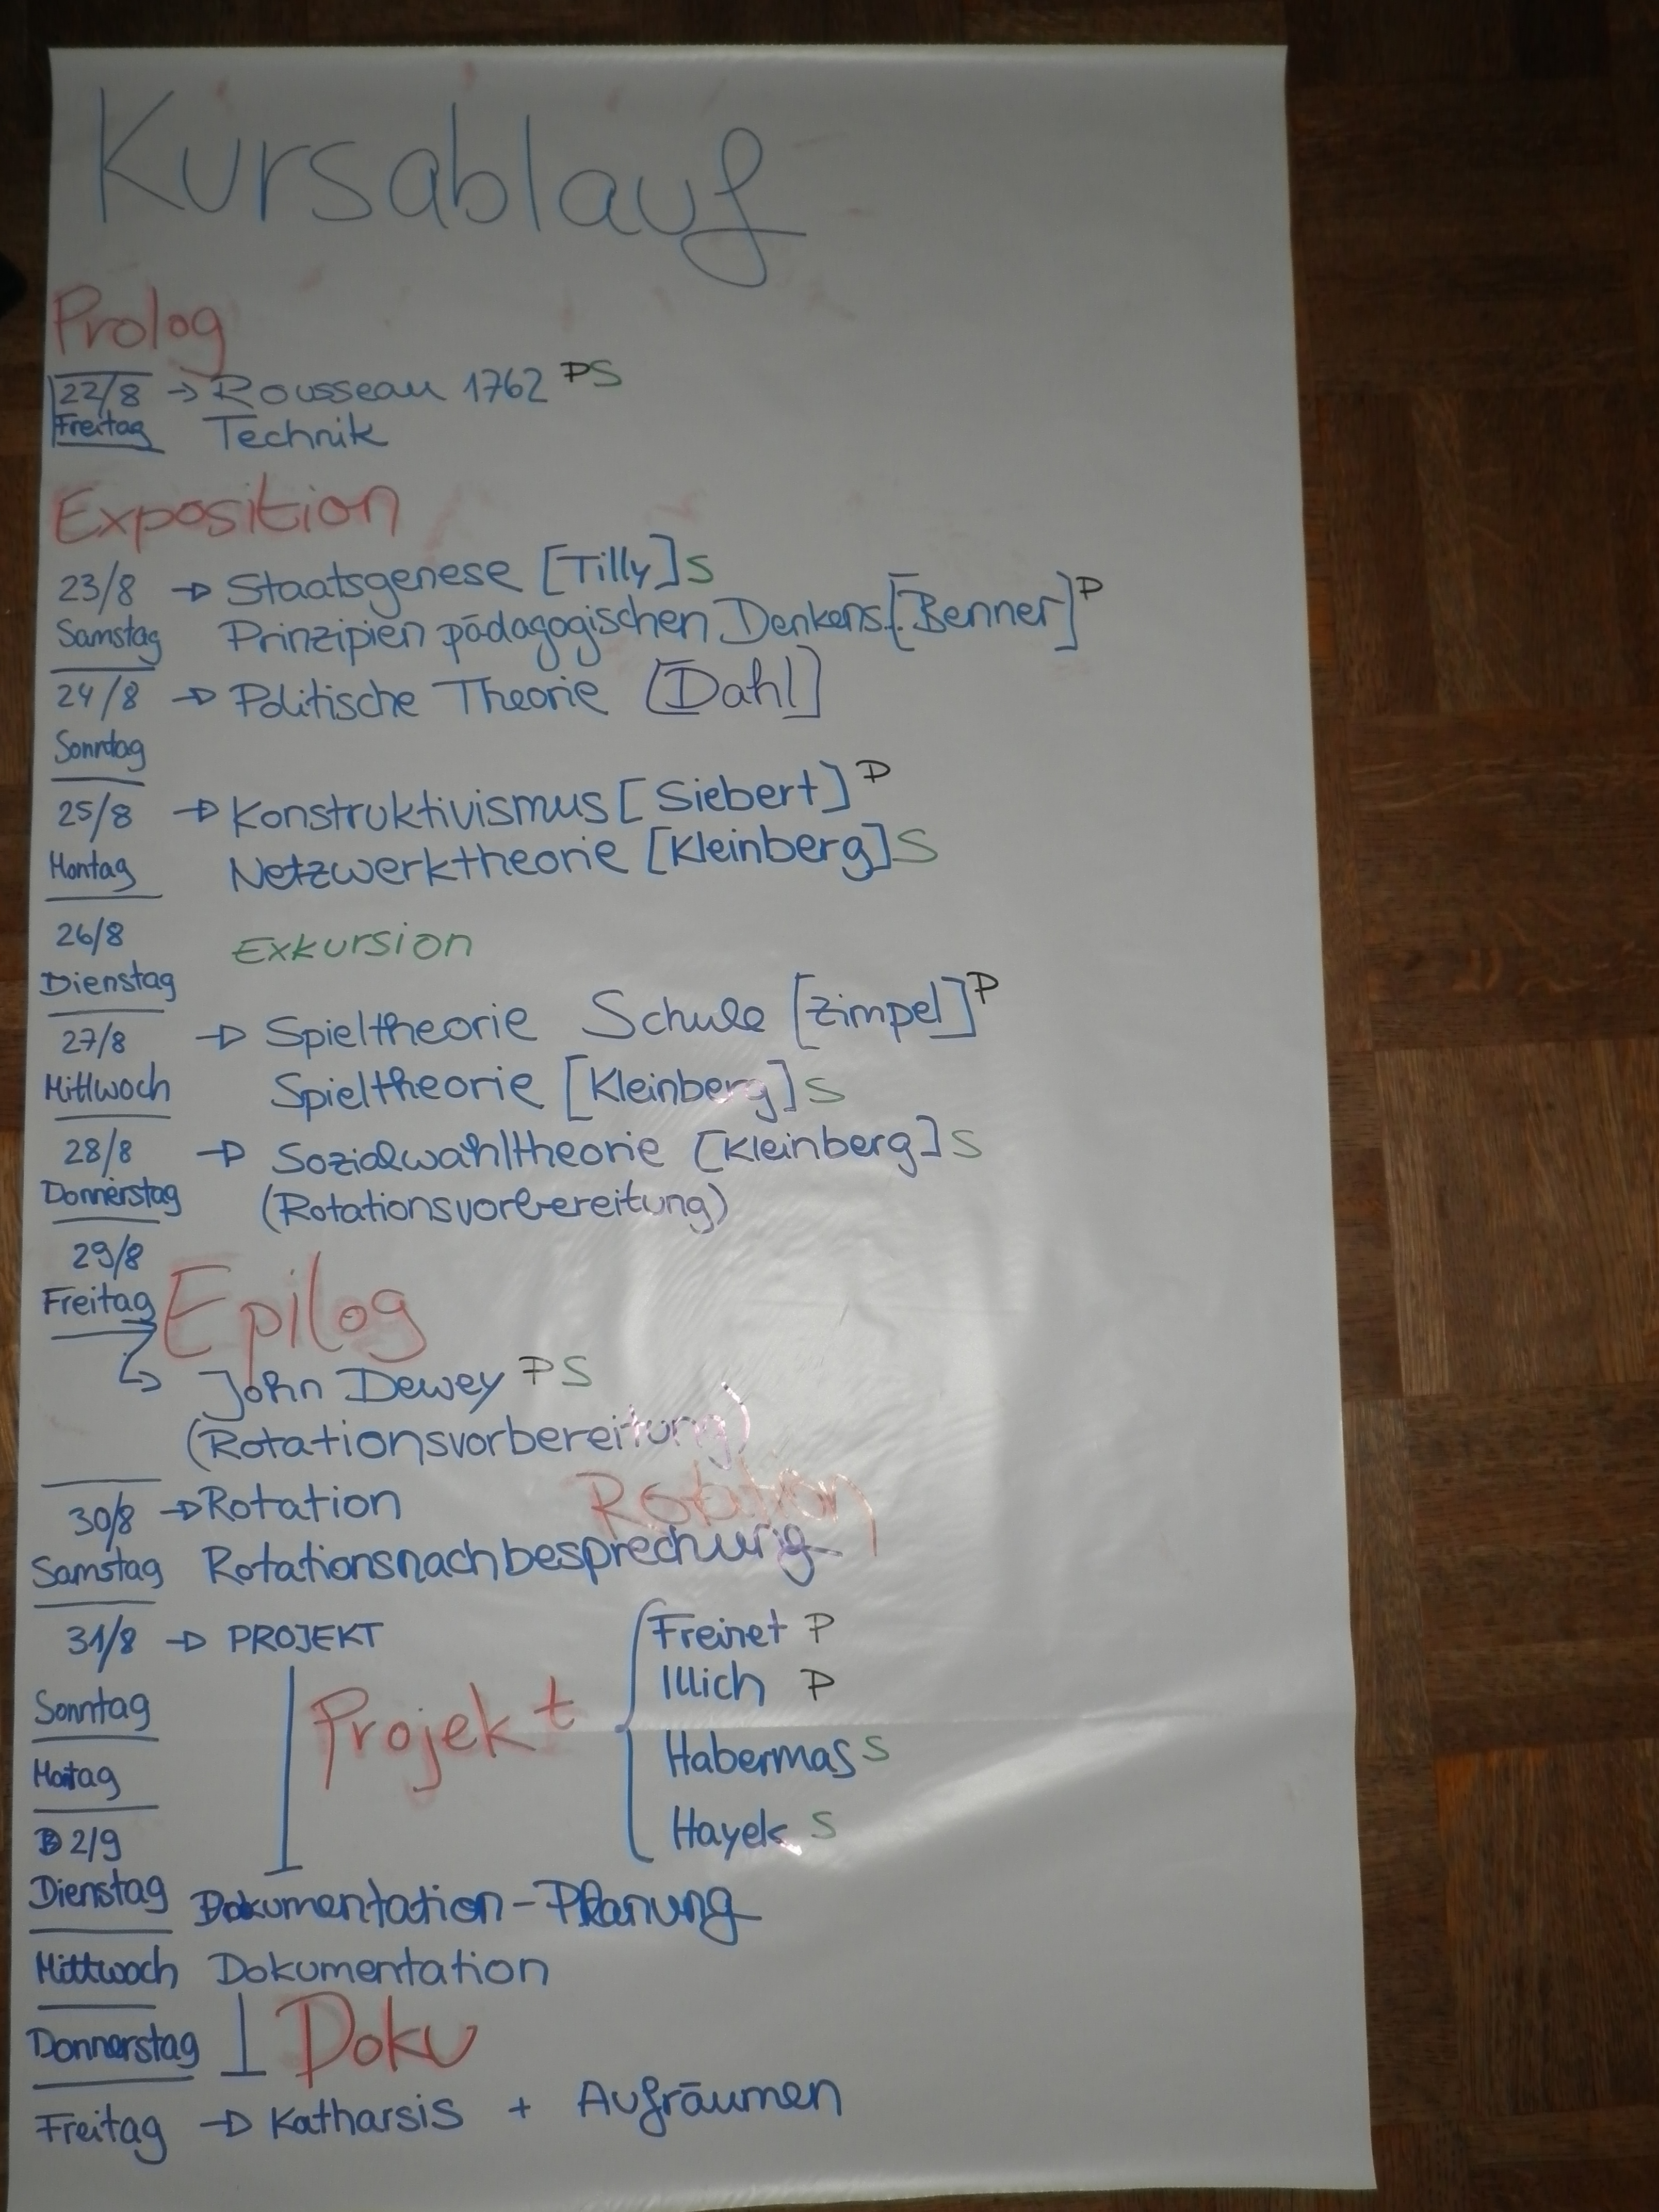 Kursablauf
Prolog
22/8 → Rousseau 1762 PS
Freitag Technik
Exposition
23/8 → Staatsgenese [Tilly] S
Samstag Prinzipien pädagogischen Denkens [Benner] P
24/8 → Politische Theorie [Dahl]
Sonntag
25/8 → Konstruktivismus [Siebert] P
Montag Netzwerktheorie [Kleinberg] S
26/8 Exkursion
Dienstag
27/8 → Spieltheorie Schule [Zimpel] P
Mittwoch Spieltheorie [Kleinberg] S
28/8 → Sozialwahltheorie [Kleinberg] S
Donnerstag (Rotationsvorbereitung)
29/8
Freitag Epilog
↳ John Dewey PS
(Rotationsvorbereitung)
Rotation
30/8 → Rotation
Samstag Rotationsnachbesprechung
31/8 → PROJEKT Freinet P
Sonntag Projekt Illich P
Montag Habermas S
2/9 Hayek S
Dienstag Dokumentation-Planung
Mittwoch Dokumentation
Donnerstag Doku
Freitag → Katharsis + Aufräumen